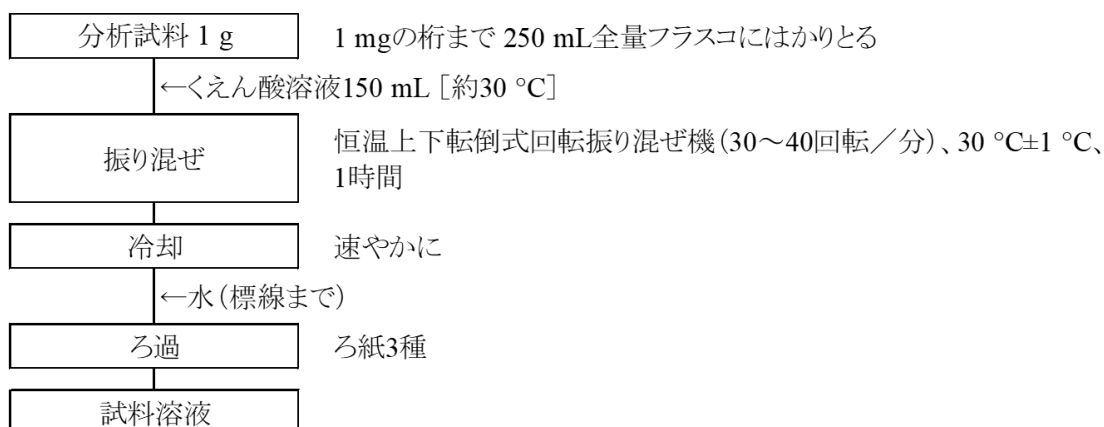 分析試料 1 g
1 mgの桁まで 250 mL全量フラスコにはかりとる
←くえん酸溶液150 mL［約30 °C］
振り混ぜ
恒温上下転倒式回転振り混ぜ機（30～40回転／分）、30 °C±1 °C、
1時間
冷却
速やかに
←水（標線まで）
ろ過
ろ紙3種
試料溶液